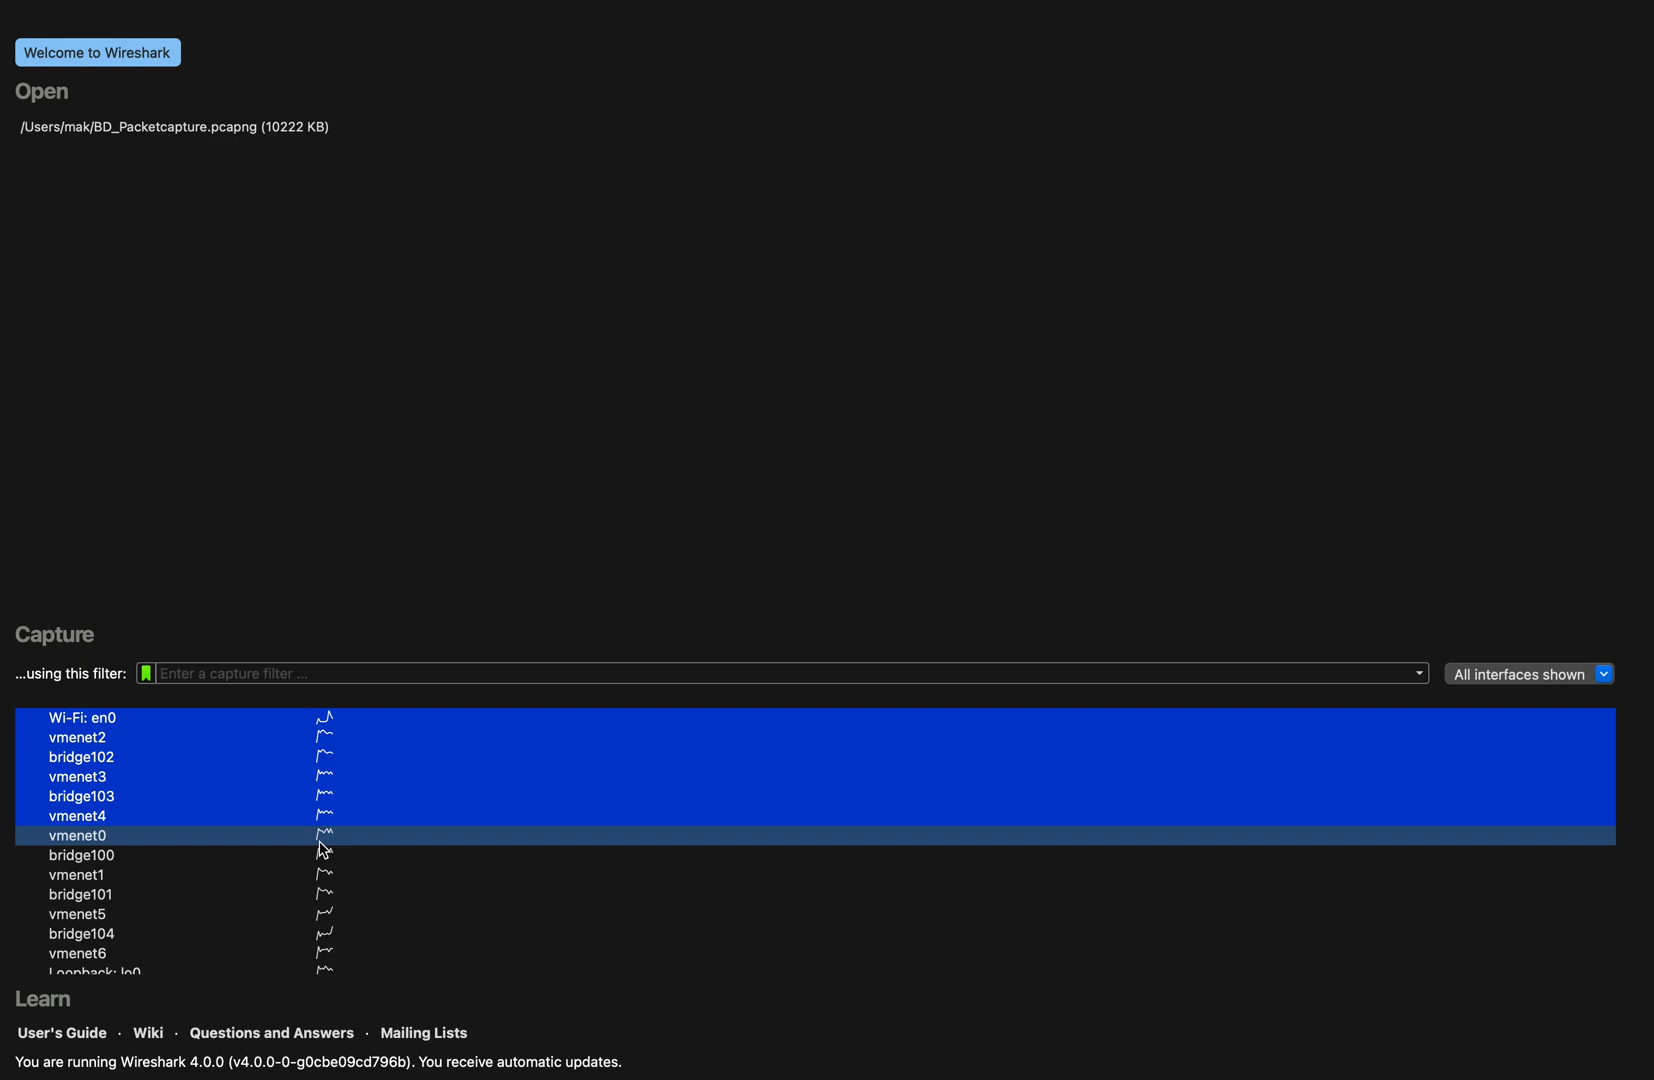 Welcome to Wireshark
Open
/Users/mak/BD_Packetcapture.pcapng (10222 KB)
Capture
...using this filter: Enter a capture filter ... All interfaces shown
Wi-Fi: en0
vmenet2
bridge102
vmenet3
bridge103
vmenet4
vmenet0
bridge100
vmenet1
bridge101
vmenet5
bridge104
vmenet6
Loopback: lo0
Learn
User's Guide · Wiki · Questions and Answers · Mailing Lists
You are running Wireshark 4.0.0 (v4.0.0-0-g0cbe09cd796b). You receive automatic updates.